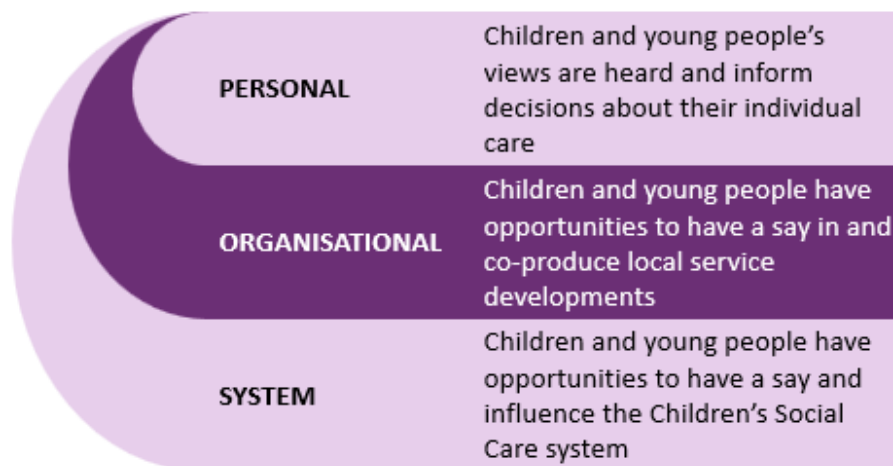 PERSONAL
Children and young people’s
views are heard and inform
decisions about their individual
care
ORGANISATIONAL
Children and young people have
opportunities to have a say in and
co-produce local service
developments
SYSTEM
Children and young people have
opportunities to have a say and
influence the Children’s Social
Care system